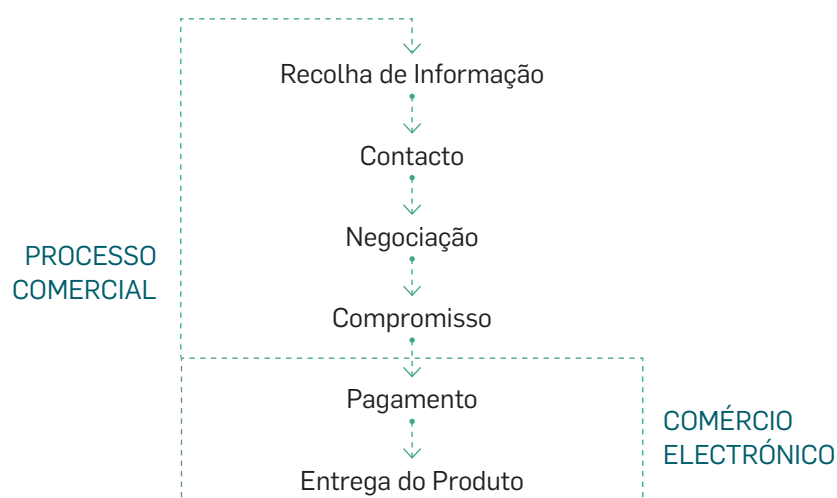 Recolha de Informação
Contacto
Negociação
PROCESSO
COMERCIAL
Compromisso
Pagamento
COMÉRCIO
ELECTRÓNICO
Entrega do Produto